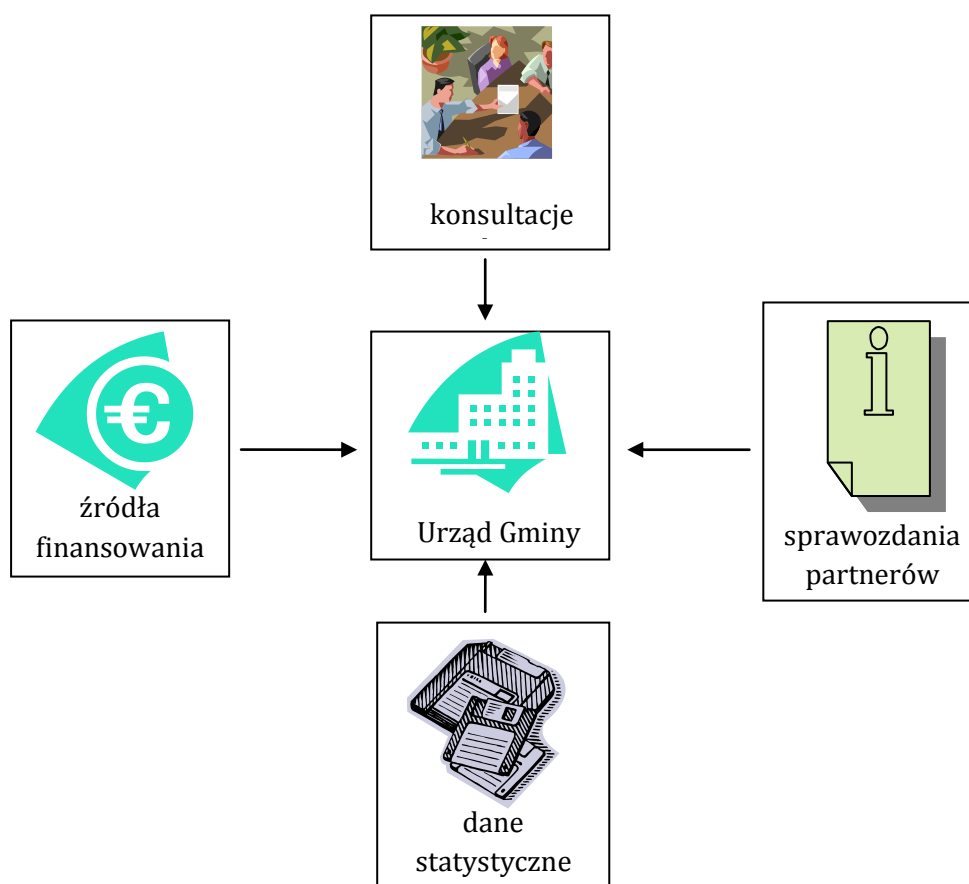 konsultacje
źródła
finansowania
Urząd Gminy
sprawozdania
partnerów
dane
statystyczne